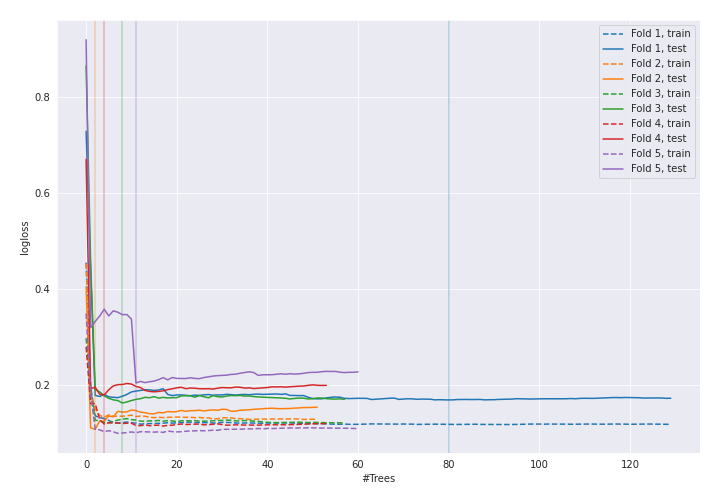 0.8
0.6
0.4
0.2
logloss
0
20
40
60
80
100
120
#Trees
Fold 1, train
Fold 1, test
Fold 2, train
Fold 2, test
Fold 3, train
Fold 3, test
Fold 4, train
Fold 4, test
Fold 5, train
Fold 5, test